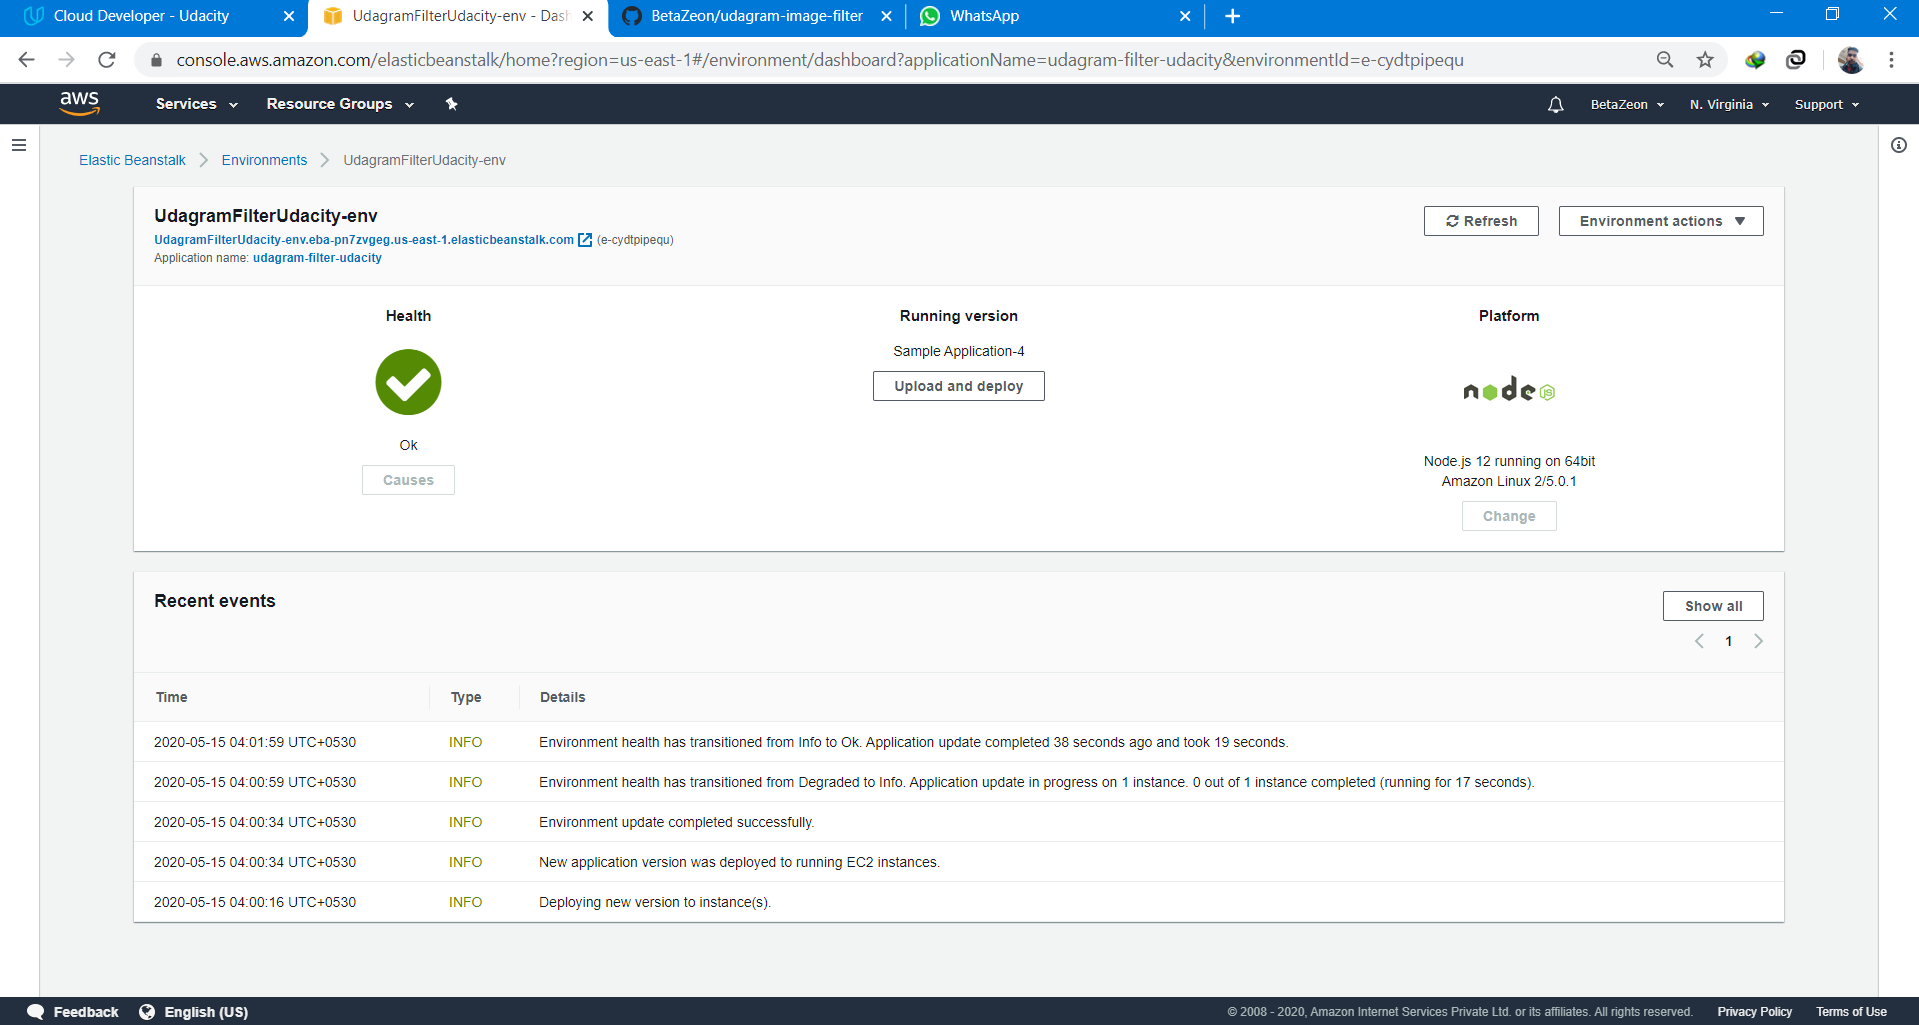 Cloud Developer - Udacity
UdagramFilterUdacity-env - Dash
BetaZeon/udagram-image-filter
WhatsApp
console.aws.amazon.com/elasticbeanstalk/home?region=us-east-1#/environment/dashboard?applicationName=udagram-filter-udacity&environmentId=e-cydtpipequ
aws Services Resource Groups BetaZeon N. Virginia Support
Elastic Beanstalk Environments UdagramFilterUdacity-env
UdagramFilterUdacity-env
UdagramFilterUdacity-env.eba-pn7zvgeg.us-east-1.elasticbeanstalk.com (e-cydtpipequ)
Application name: udagram-filter-udacity
Refresh
Environment actions
Health
Ok
Causes
Running version
Sample Application-4
Upload and deploy
Platform
node JS
Node.js 12 running on 64bit
Amazon Linux 2/5.0.1
Change
Recent events
Show all
1
Time Type Details
2020-05-15 04:01:59 UTC+0530 INFO Environment health has transitioned from Info to Ok. Application update completed 38 seconds ago and took 19 seconds.
2020-05-15 04:00:59 UTC+0530 INFO Environment health has transitioned from Degraded to Info. Application update in progress on 1 instance. 0 out of 1 instance completed (running for 17 seconds).
2020-05-15 04:00:34 UTC+0530 INFO Environment update completed successfully.
2020-05-15 04:00:34 UTC+0530 INFO New application version was deployed to running EC2 instances.
2020-05-15 04:00:16 UTC+0530 INFO Deploying new version to instance(s).
Feedback English (US) © 2008 - 2020, Amazon Internet Services Private Ltd. or its affiliates. All rights reserved. Privacy Policy Terms of Use